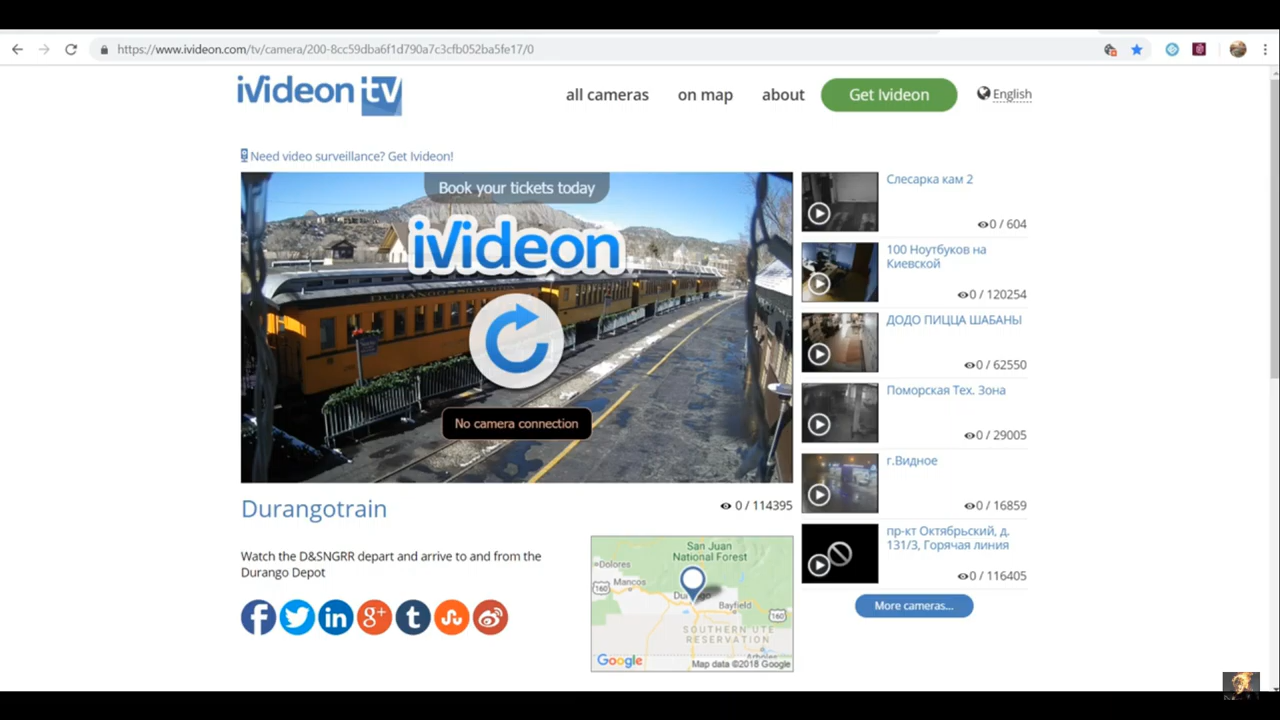 https://www.ivideon.com/tv/camera/200-8cc59dba6f1d790a7c3cfb052ba5fe17/0
iVideon tv
all cameras
on map
about
Get Ivideon
English
Need video surveillance? Get Ivideon!
Book your tickets today
iVideon
No camera connection
Durangotrain
0 / 114395
Watch the D&SNGRR depart and arrive to and from the
Durango Depot
San Juan
National Forest
Dolores
160
Mancos
Bayfield
160
SOUTHERN UTE
RESERVATION
Google
Map data ©2018 Google
Слесарка кам 2
0 / 604
100 Ноутбуков на
Киевской
0 / 120254
ДОДО ПИЦЦА ШАБАНЫ
0 / 62550
Поморская Тех. Зона
0 / 29005
г.Видное
0 / 16859
пр-кт Октябрьский, д.
131/3, Горячая линия
0 / 116405
More cameras...